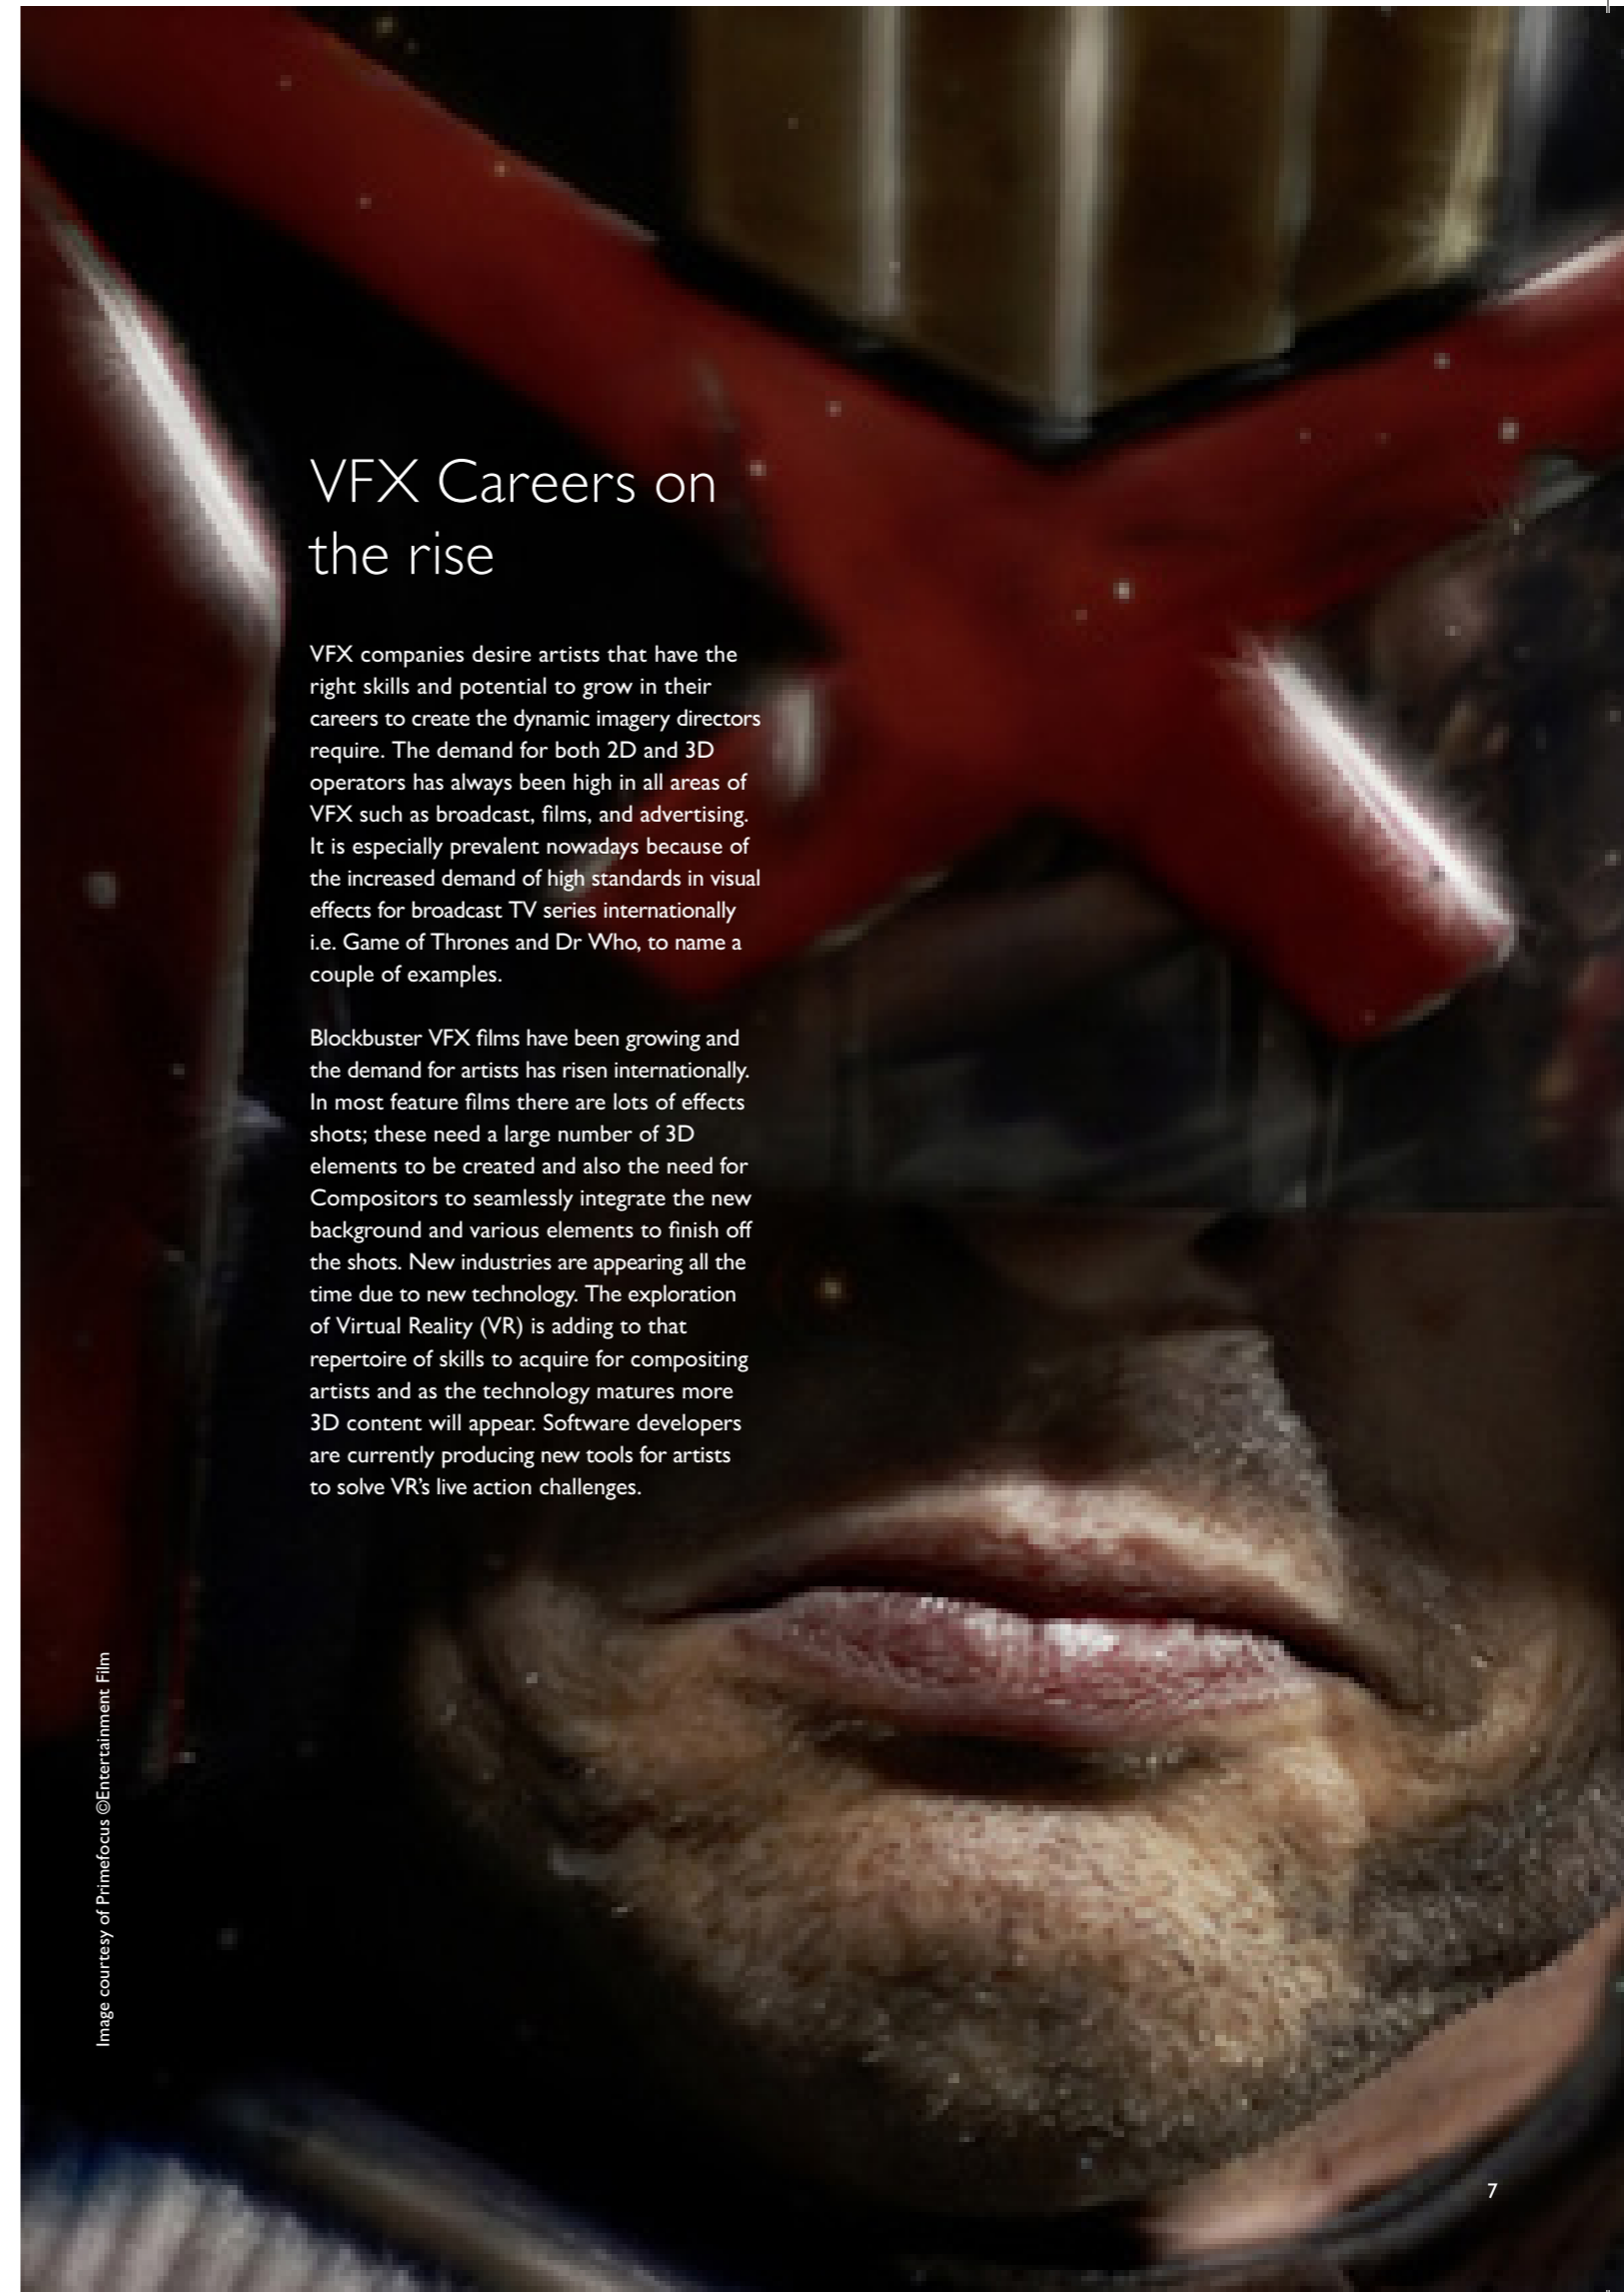 VFX Careers on
the rise
VFX companies desire artists that have the
right skills and potential to grow in their
careers to create the dynamic imagery directors
require. The demand for both 2D and 3D
operators has always been high in all areas of
VFX such as broadcast, films, and advertising.
It is especially prevalent nowadays because of
the increased demand of high standards in visual
effects for broadcast TV series internationally
i.e. Game of Thrones and Dr Who, to name a
couple of examples.
Blockbuster VFX films have been growing and
the demand for artists has risen internationally.
In most feature films there are lots of effects
shots; these need a large number of 3D
elements to be created and also the need for
Compositors to seamlessly integrate the new
background and various elements to finish off
the shots. New industries are appearing all the
time due to new technology. The exploration
of Virtual Reality (VR) is adding to that
repertoire of skills to acquire for compositing
artists and as the technology matures more
3D content will appear. Software developers
are currently producing new tools for artists
to solve VR’s live action challenges.
Image courtesy of Primefocus ©Entertainment Film
7